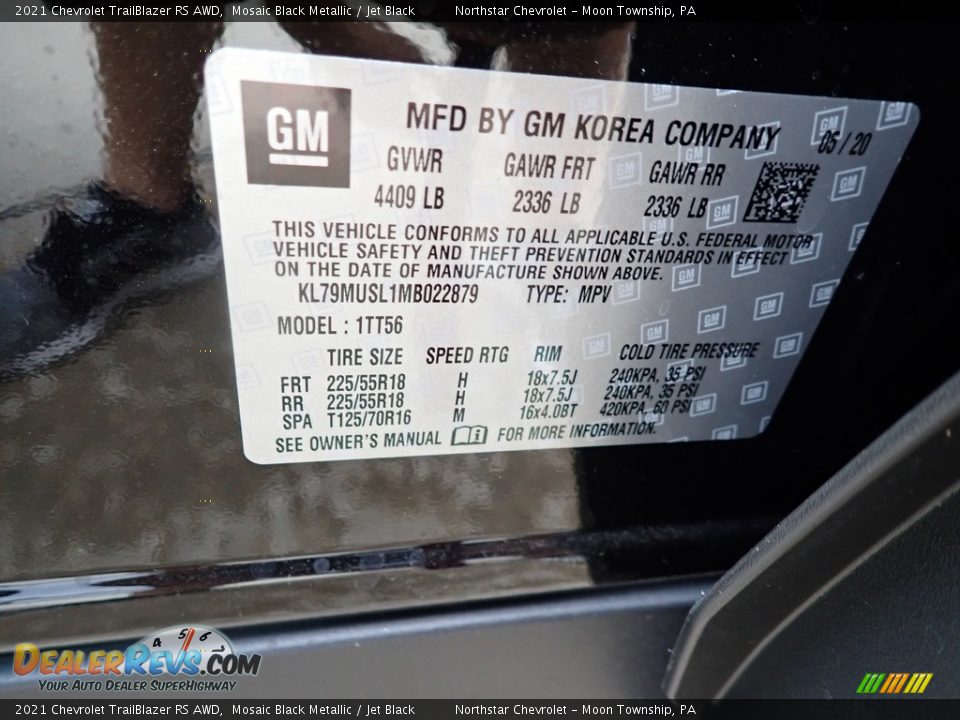 2021 Chevrolet TrailBlazer RS AWD, Mosaic Black Metallic / Jet Black Northstar Chevrolet - Moon Township, PA
GM
MFD BY GM KOREA COMPANY
05 / 20
GVWR GAWR FRT GAWR RR
4409 LB 2336 LB 2336 LB
THIS VEHICLE CONFORMS TO ALL APPLICABLE U.S. FEDERAL MOTOR
VEHICLE SAFETY AND THEFT PREVENTION STANDARDS IN EFFECT
ON THE DATE OF MANUFACTURE SHOWN ABOVE.
KL79MUSL1MB022879 TYPE: MPV
MODEL : 1TT56
TIRE SIZE SPEED RTG RIM COLD TIRE PRESSURE
FRT 225/55R18 H 18x7.5J 240KPA, 35 PSI
RR 225/55R18 H 18x7.5J 240KPA, 35 PSI
SPA T125/70R16 M 16x4.0BT 420KPA, 60 PSI
SEE OWNER'S MANUAL FOR MORE INFORMATION.
4 5 6
DEALERREVS.COM
YOUR AUTO DEALER SUPERHIGHWAY
2021 Chevrolet TrailBlazer RS AWD, Mosaic Black Metallic / Jet Black Northstar Chevrolet - Moon Township, PA